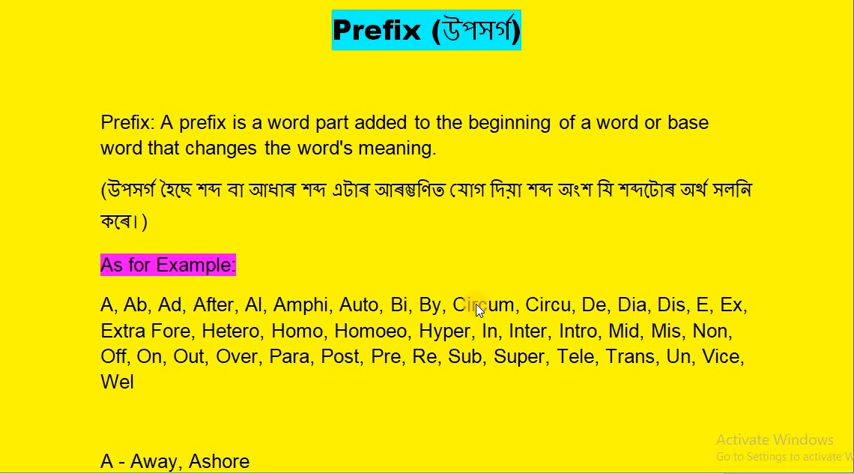 Prefix (উপসৰ্গ)
Prefix: A prefix is a word part added to the beginning of a word or base
word that changes the word's meaning.
(উপসৰ্গ হৈছে শব্দ বা আধাৰ শব্দ এটাৰ আৰম্ভণিত যোগ দিয়া শব্দ অংশ যি শব্দটোৰ অৰ্থ সলনি
কৰে। )
As for Example:
A, Ab, Ad, After, Al, Amphi, Auto, Bi, By, Circum, Circu, De, Dia, Dis, E, Ex,
Extra Fore, Hetero, Homo, Homoeo, Hyper, In, Inter, Intro, Mid, Mis, Non,
Off, On, Out, Over, Para, Post, Pre, Re, Sub, Super, Tele, Trans, Un, Vice,
Wel
Activate Windows
Go to Settings to activate W
A - Away, Ashore